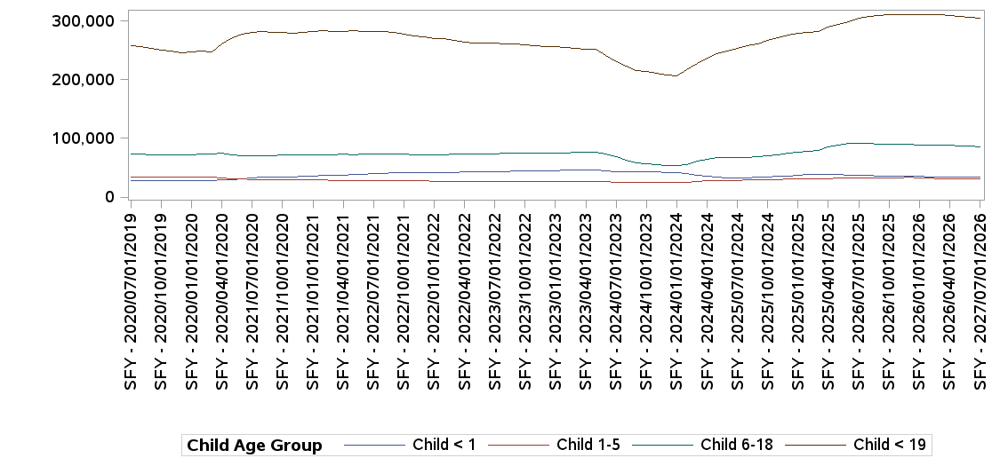 300,000
200,000
100,000
0
SFY - 2020/07/01/2019
SFY - 2020/10/01/2019
SFY - 2020/01/01/2020
SFY - 2020/04/01/2020
SFY - 2021/07/01/2020
SFY - 2021/10/01/2020
SFY - 2021/01/01/2021
SFY - 2021/04/01/2021
SFY - 2022/07/01/2021
SFY - 2022/10/01/2021
SFY - 2022/01/01/2022
SFY - 2022/04/01/2022
SFY - 2023/07/01/2022
SFY - 2023/10/01/2022
SFY - 2023/01/01/2023
SFY - 2023/04/01/2023
SFY - 2024/07/01/2023
SFY - 2024/10/01/2023
SFY - 2024/01/01/2024
SFY - 2024/04/01/2024
SFY - 2025/07/01/2024
SFY - 2025/10/01/2024
SFY - 2025/01/01/2025
SFY - 2025/04/01/2025
SFY - 2026/07/01/2025
SFY - 2026/10/01/2025
SFY - 2026/01/01/2026
SFY - 2026/04/01/2026
SFY - 2027/07/01/2026
Child Age Group Child < 1 Child 1-5 Child 6-18 Child < 19